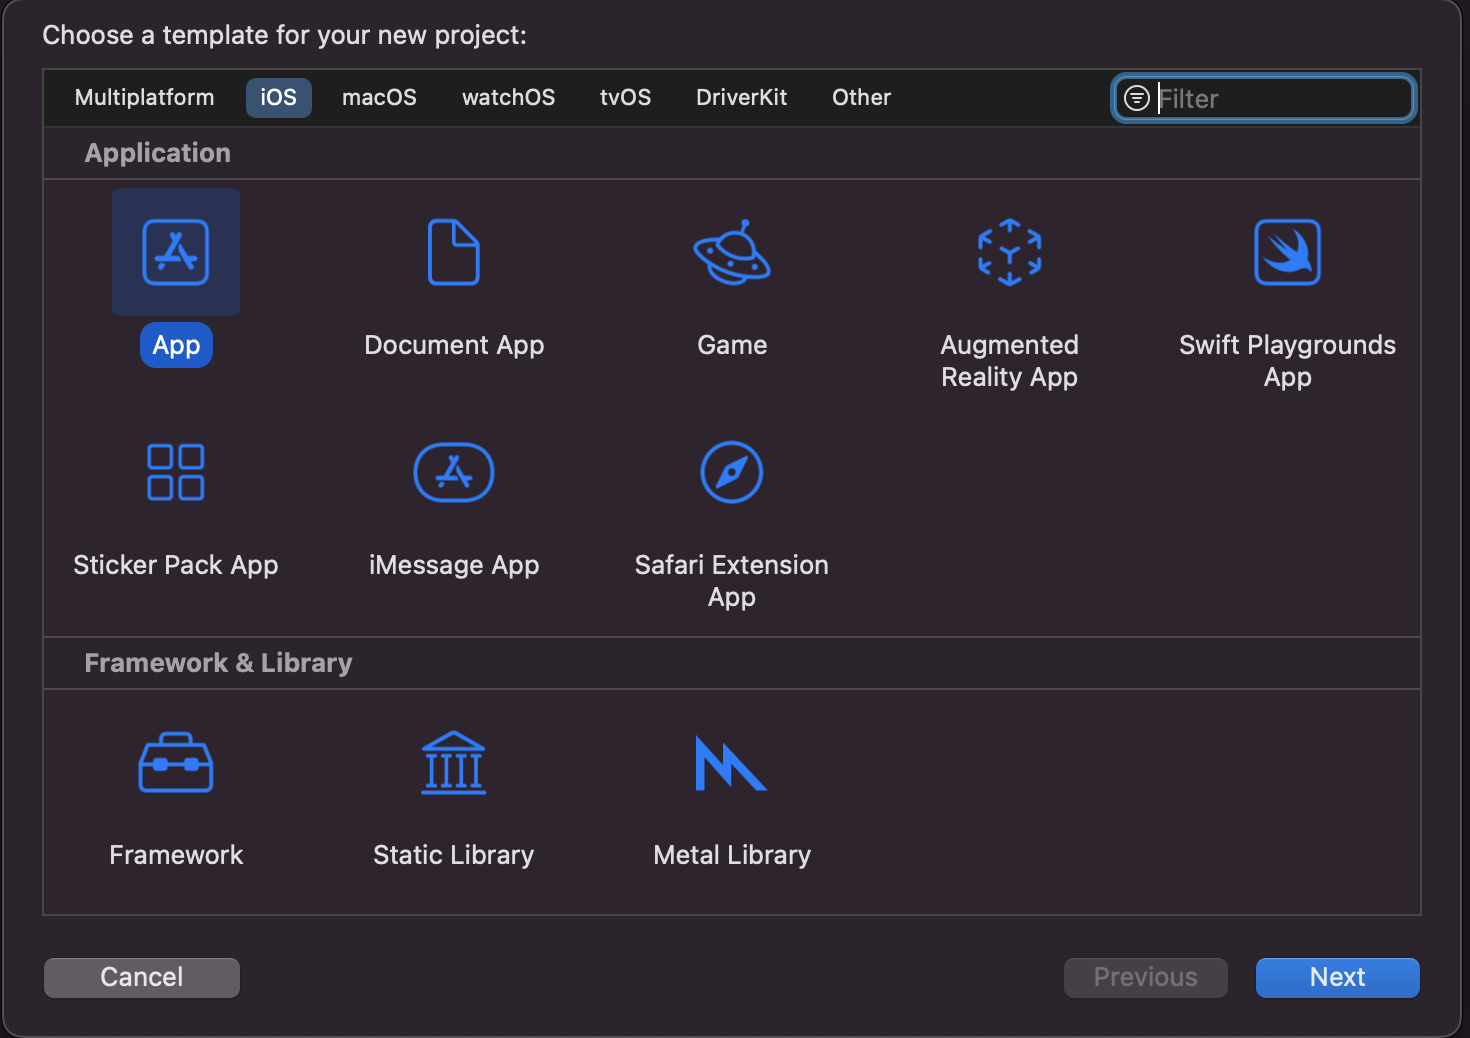 Choose a template for your new project:
Multiplatform iOS macOS watchOS tvOS DriverKit Other Filter
Application
App Document App Game Augmented Swift Playgrounds
Reality App App
Sticker Pack App iMessage App Safari Extension
App
Framework & Library
Framework Static Library Metal Library
Cancel Previous Next